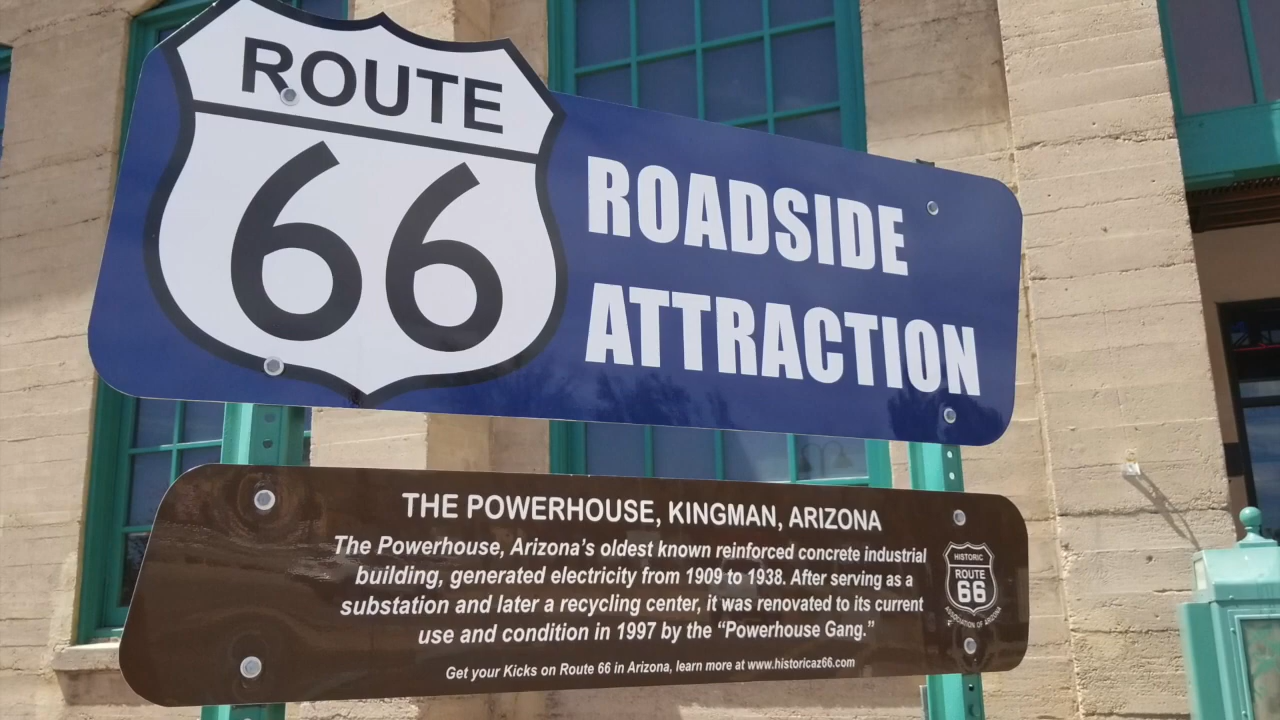 ROUTE
66
ROADSIDE
ATTRACTION
THE POWERHOUSE, KINGMAN, ARIZONA
The Powerhouse, Arizona's oldest known reinforced concrete industrial
building, generated electricity from 1909 to 1938. After serving as a
substation and later a recycling center, it was renovated to its current
use and condition in 1997 by the “Powerhouse Gang.”
Get your Kicks on Route 66 in Arizona, learn more at www.historicaz66.com
HISTORIC
ROUTE
66
ASSOCIATION OF ARIZONA